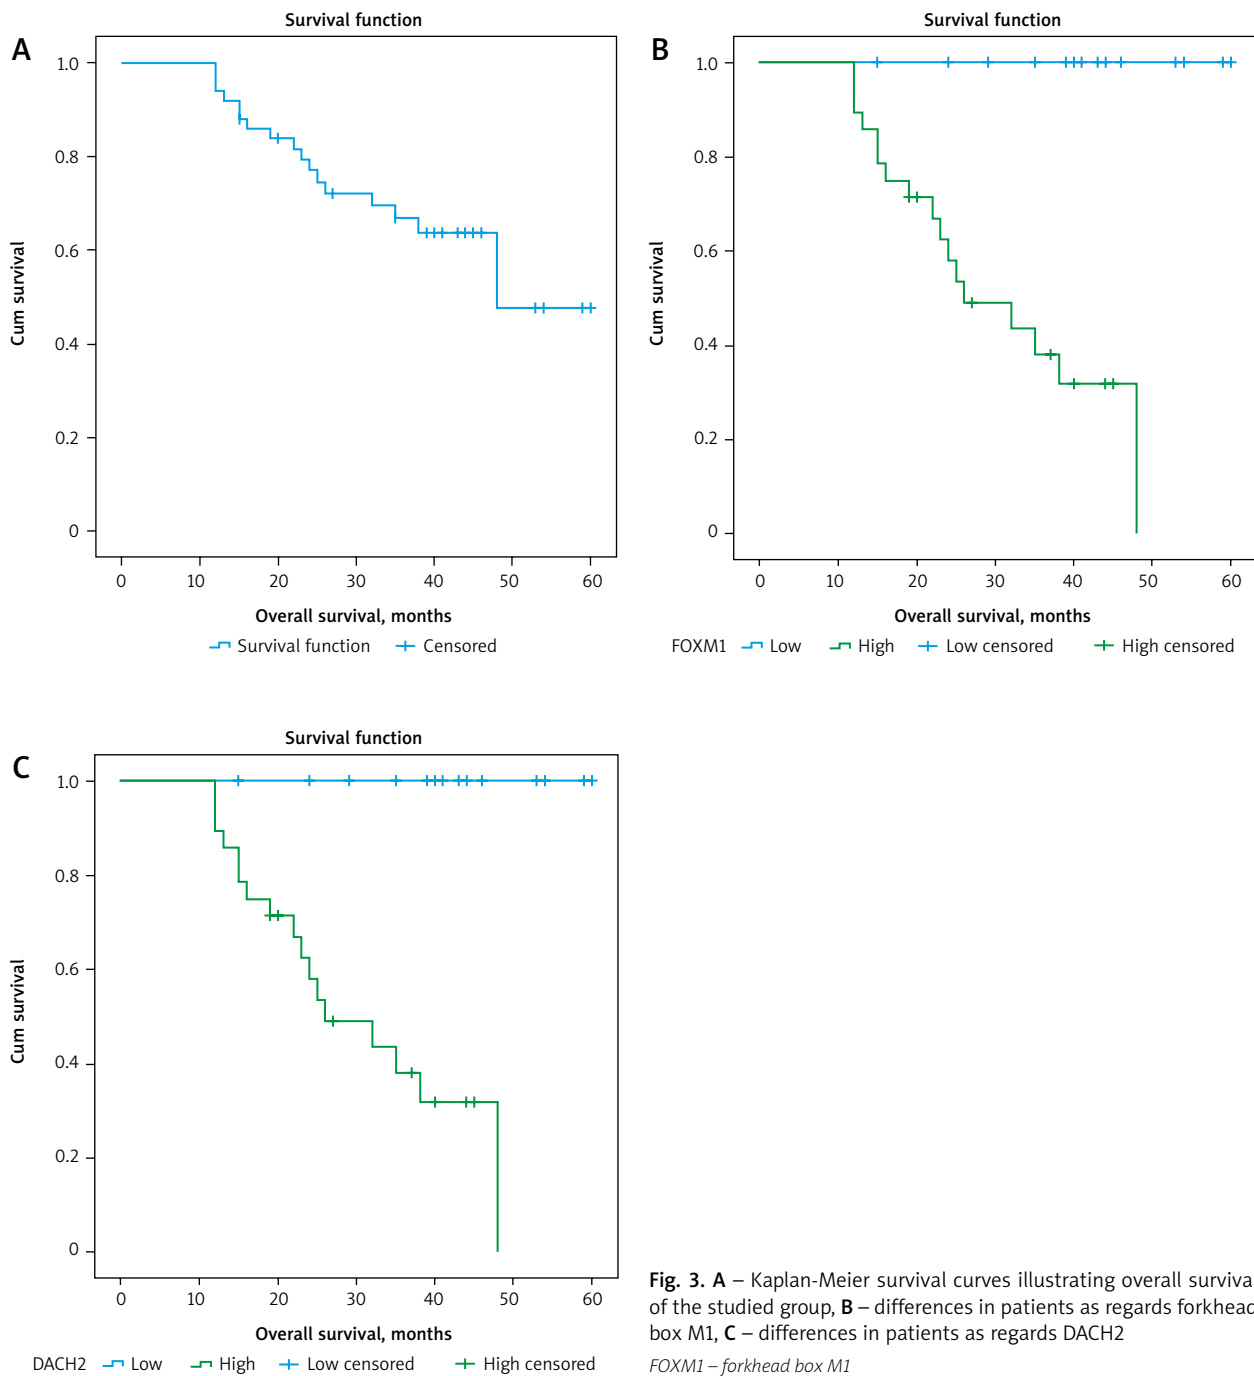 Survival function
A
1.0
0.8
0.6
0.4
0.2
0
Cum survival
0 10 20 30 40 50 60
Overall survival, months
Survival function Censored
Survival function
B
1.0
0.8
0.6
0.4
0.2
0
Cum survival
0 10 20 30 40 50 60
Overall survival, months
FOXM1 Low High Low censored High censored
Survival function
C
1.0
0.8
0.6
0.4
0.2
0
Cum survival
0 10 20 30 40 50 60
Overall survival, months
DACH2 Low High Low censored High censored
Fig. 3. A – Kaplan-Meier survival curves illustrating overall survival
of the studied group, B – differences in patients as regards forkhead
box M1, C – differences in patients as regards DACH2
FOXM1 – forkhead box M1